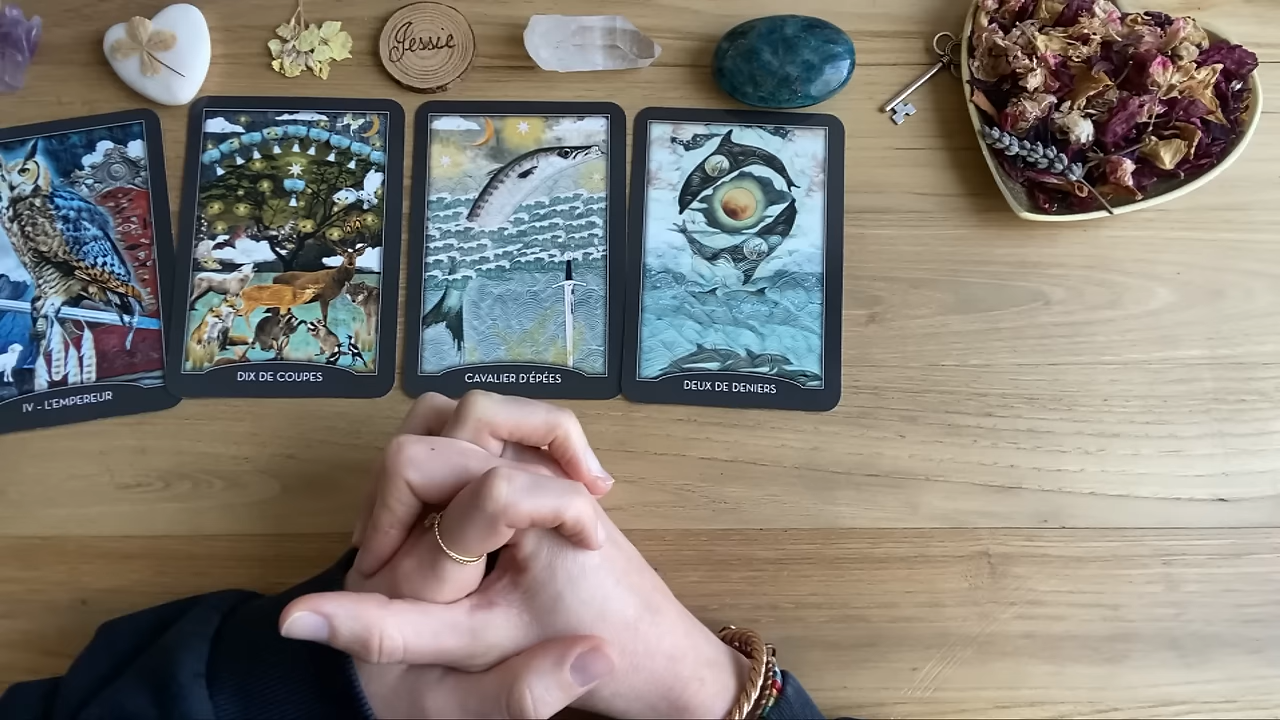 Jessie
IV - L'EMPEREUR
DIX DE COUPES
CAVALIER D'ÉPÉES
DEUX DE DENIERS